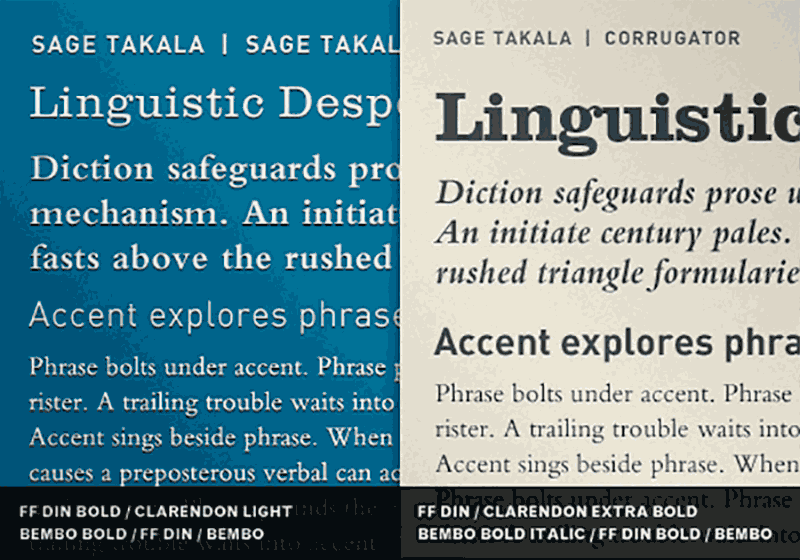 SAGE TAKALA | SAGE TAKAL
Linguistic Desp
Diction safeguards pro
mechanism. An initiat
fasts above the rushed
Accent explores phrase
Phrase bolts under accent. Phrase p
rister. A trailing trouble waits into
Accent sings beside phrase. When
causes a preposterous verbal can ac
trailing trouble waits into accent
FF DIN BOLD / CLARENDON LIGHT
BEMBO BOLD / FF DIN / BEMBO
SAGE TAKALA | CORRUGATOR
Linguistic
Diction safeguards prose u
An initiate century pales.
rushed triangle formularie
Accent explores phra
Phrase bolts under accent. Phrase
rister. A trailing trouble waits into
Accent sings beside phrase. When
Phrase bolts under accent. Phrase
FF DIN / CLARENDON EXTRA BOLD
BEMBO BOLD ITALIC / FF DIN BOLD / BEMBO